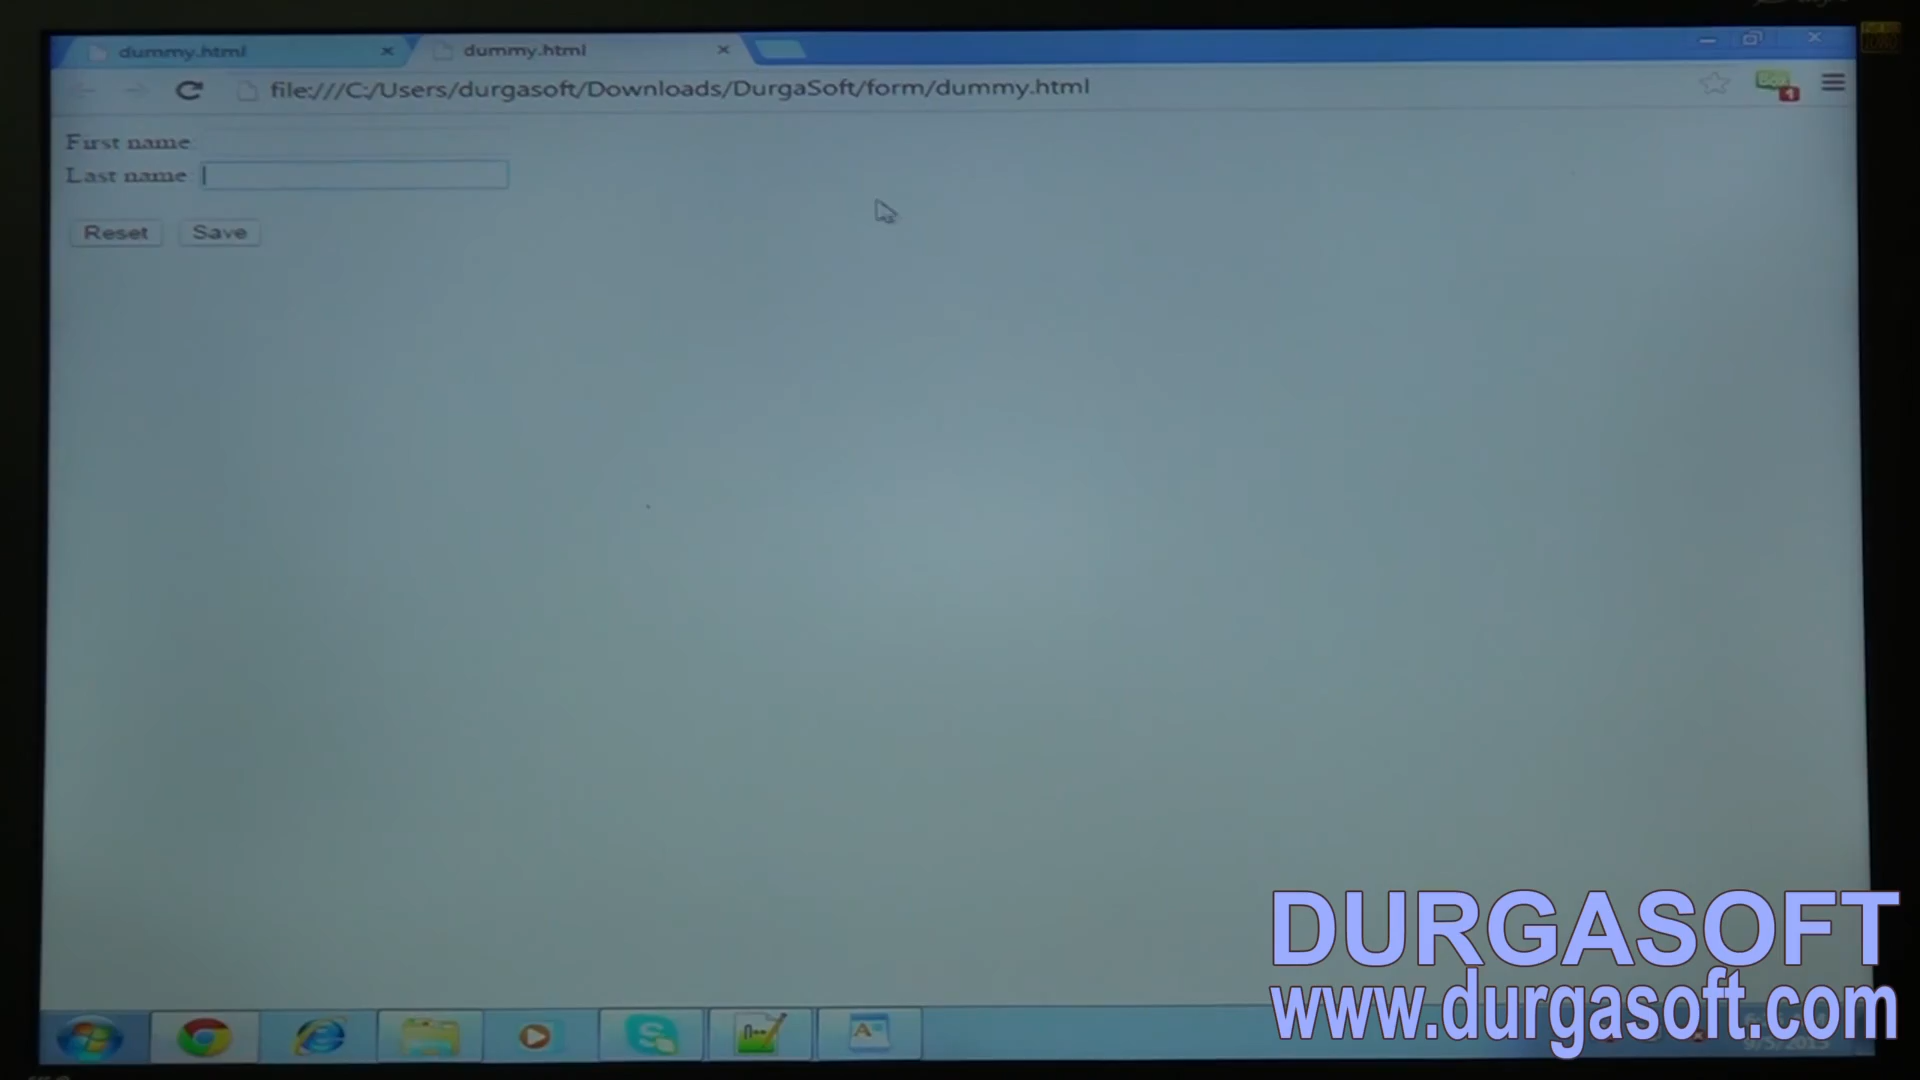 dummy.html
dummy.html
file:///C:/Users/durgasoft/Downloads/DurgaSoft/form/dummy.html
First name
Last name
Reset Save
DURGASOFT
www.durgasoft.com